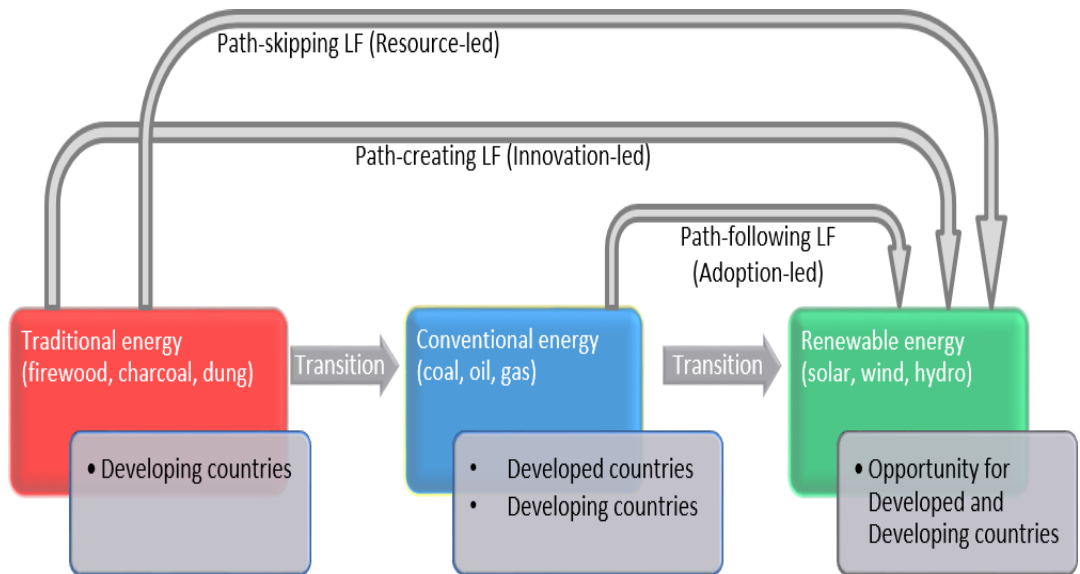 Path-skipping LF (Resource-led)
Path-creating LF (Innovation-led)
Path-following LF
(Adoption-led)
Traditional energy
(firewood, charcoal, dung)
Transition
Conventional energy
(coal, oil, gas)
Transition
Renewable energy
(solar, wind, hydro)
• Developing countries
• Developed countries
• Developing countries
• Opportunity for
Developed and
Developing countries